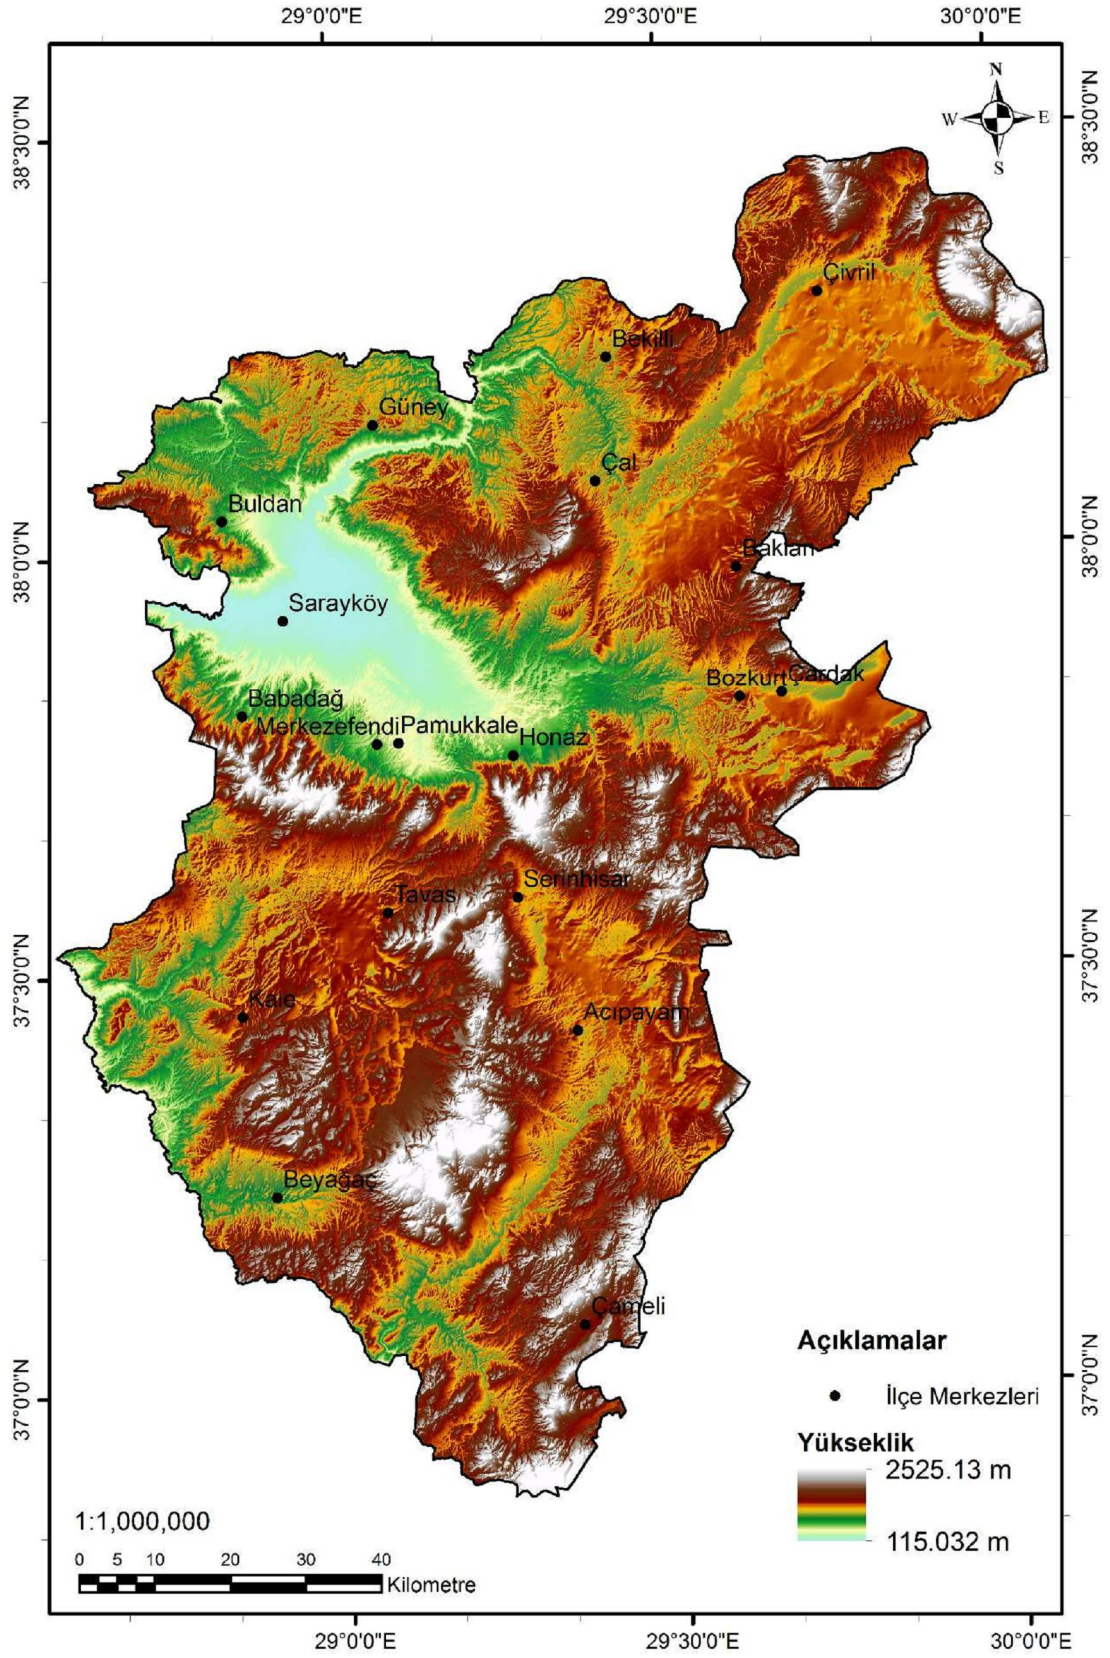 29°0'0"E
29°30'0"E
30°0'0"E
38°30'0"N
38°30'0"N
N
W
E
S
Çivril
Bekilli
Güney
Çal
Buldan
Baklan
38°0'0"N
38°0'0"N
Sarayköy
Bozkurt
Çardak
Babadağ
Merkezefendi
Pamukkale
Honaz
Serinhisar
Tavas
37°30'0"N
37°30'0"N
Kale
Acıpayam
Beyağaç
Çameli
37°0'0"N
37°0'0"N
Açıklamalar
İlçe Merkezleri
Yükseklik
2525.13 m
115.032 m
1:1,000,000
0 5 10 20 30 40
Kilometre
29°0'0"E
29°30'0"E
30°0'0"E